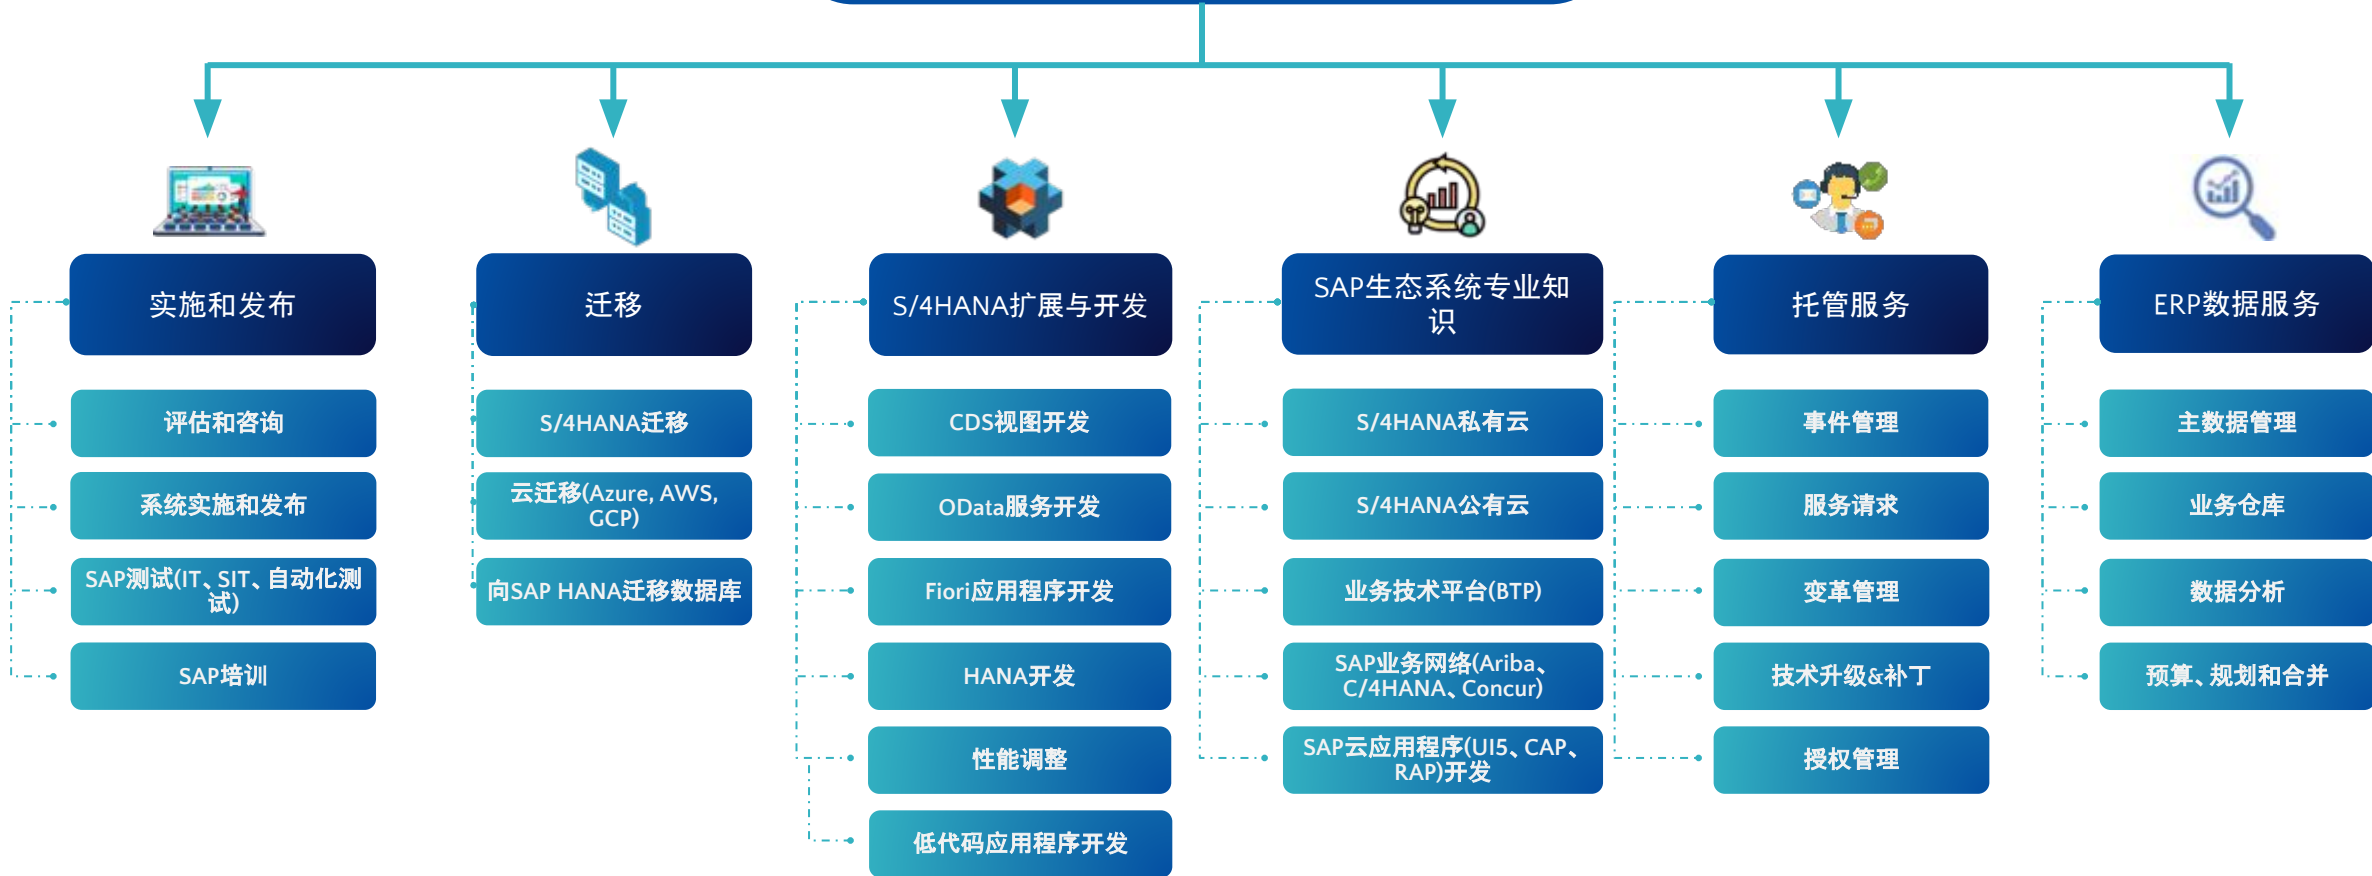 实施和发布
评估和咨询
系统实施和发布
SAP测试(IT、SIT、自动化测
试)
SAP培训
迁移
S/4HANA迁移
云迁移(Azure, AWS,
GCP)
向SAP HANA迁移数据库
S/4HANA扩展与开发
CDS视图开发
OData服务开发
Fiori应用程序开发
HANA开发
性能调整
低代码应用程序开发
SAP生态系统专业知
识
S/4HANA私有云
S/4HANA公有云
业务技术平台(BTP)
SAP业务网络(Ariba、
C/4HANA、Concur)
SAP云应用程序(UI5、CAP、
RAP)开发
托管服务
事件管理
服务请求
变革管理
技术升级&补丁
授权管理
ERP数据服务
主数据管理
业务仓库
数据分析
预算、规划和合并